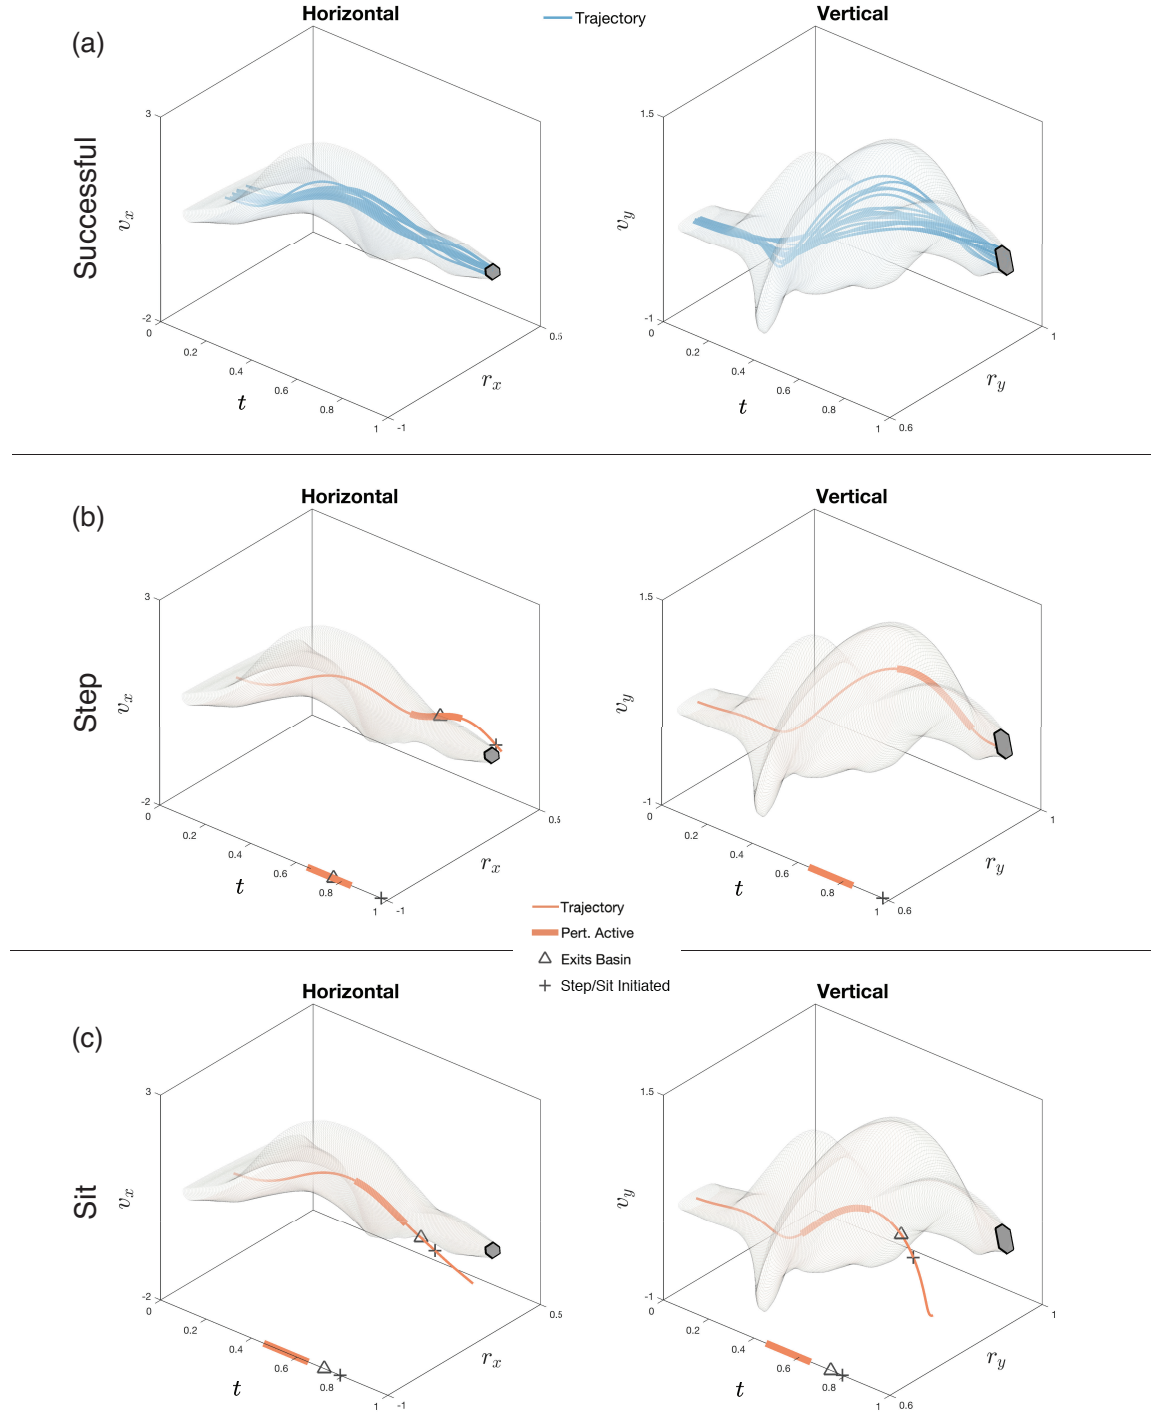 Horizontal
Trajectory
Vertical
(a)
Successful
3
v_x
-2
0
0.2
0.4
0.6
0.8
1
-1
0.5
t
r_x
1.5
v_y
-1
0
0.2
0.4
0.6
0.8
1
0.6
1
t
r_y
Horizontal
Vertical
(b)
Step
3
v_x
-2
0
0.2
0.4
0.6
0.8
1
-1
0.5
t
r_x
1.5
v_y
-1
0
0.2
0.4
0.6
0.8
1
0.6
1
t
r_y
Trajectory
Pert. Active
Exits Basin
Step/Sit Initiated
Horizontal
Vertical
(c)
Sit
3
v_x
-2
0
0.2
0.4
0.6
0.8
1
-1
0.5
t
r_x
1.5
v_y
-1
0
0.2
0.4
0.6
0.8
1
0.6
1
t
r_y